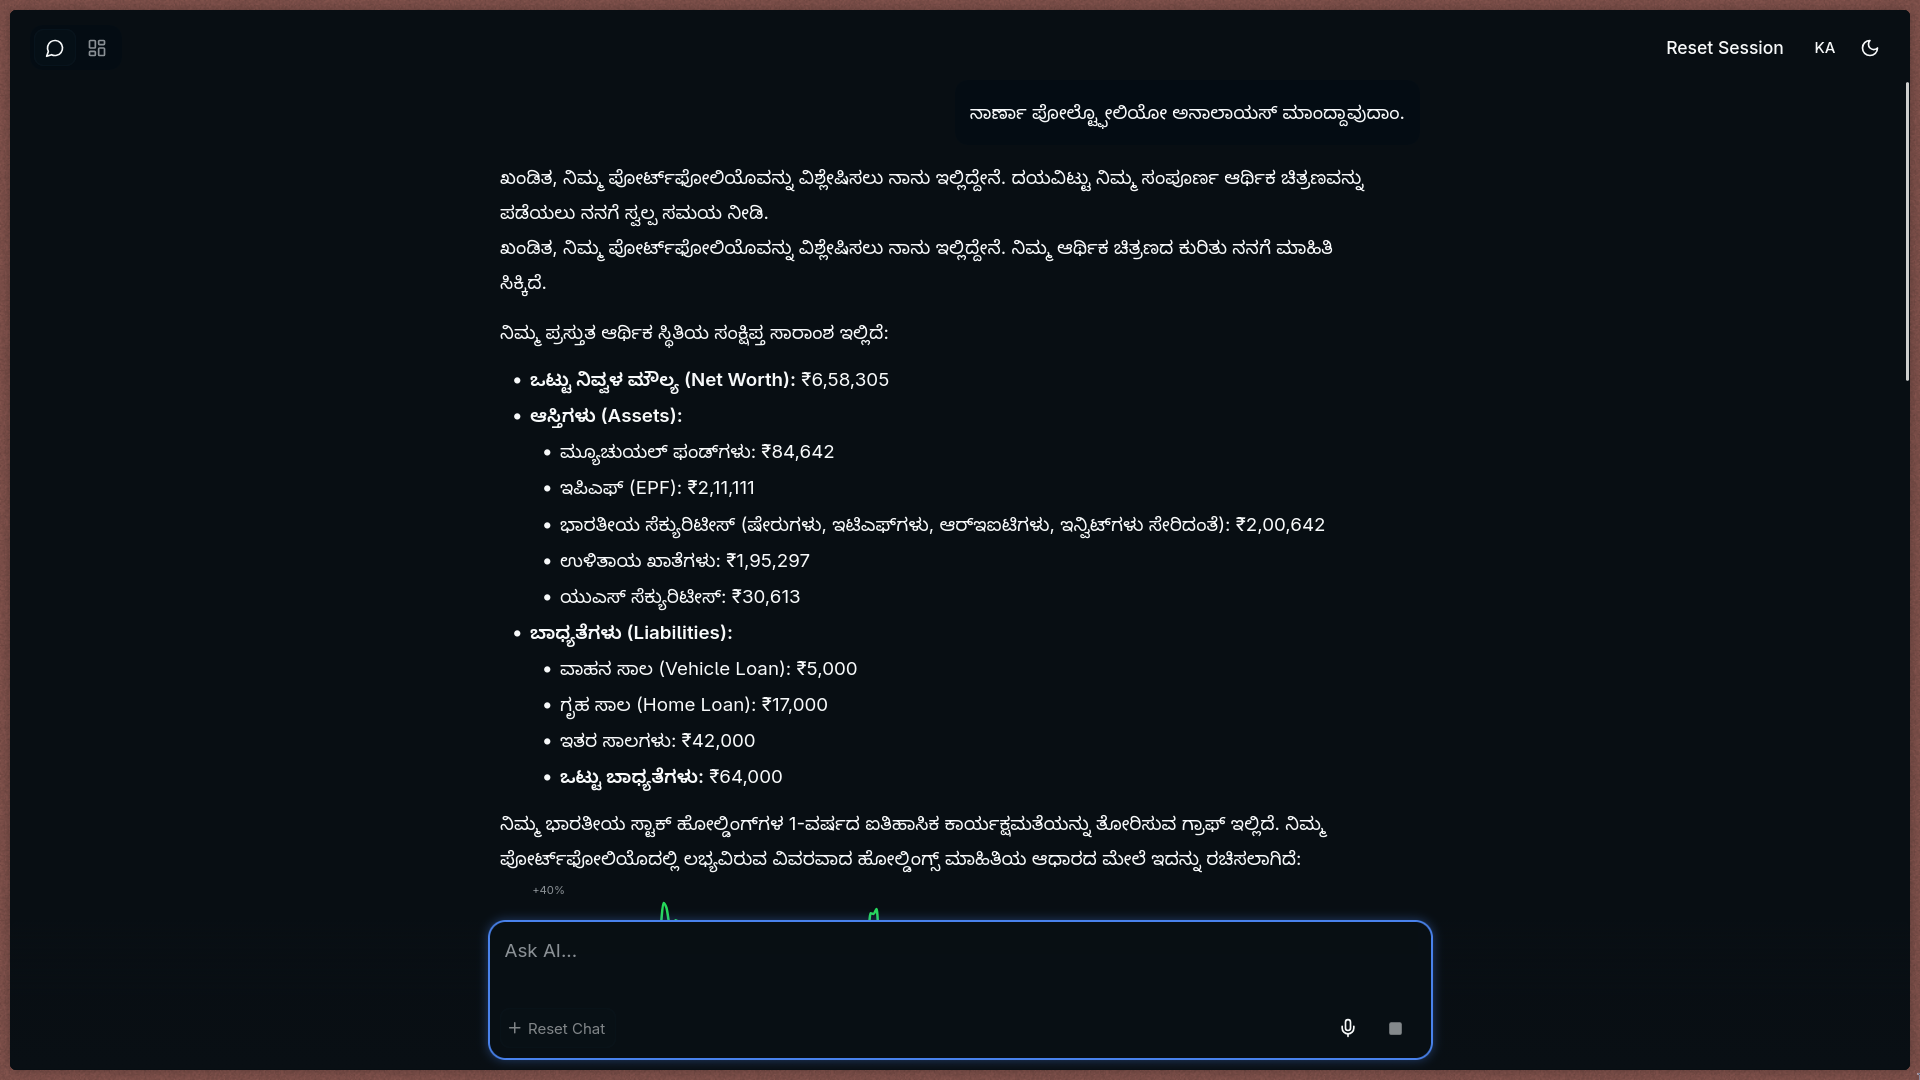 Reset Session
KA
ನಾರ್ಣಾ ಪೋಲ್ಟ್ಫೋಲಿಯೋ ಅನಾಲಾಯಸ್ ಮಾಂದ್ದಾವುದಾಂ.
ಖಂಡಿತ, ನಿಮ್ಮ ಪೋರ್ಟ್‌ಫೋಲಿಯೊವನ್ನು ವಿಶ್ಲೇಷಿಸಲು ನಾನು ಇಲ್ಲಿದ್ದೇನೆ. ದಯವಿಟ್ಟು ನಿಮ್ಮ ಸಂಪೂರ್ಣ ಆರ್ಥಿಕ ಚಿತ್ರಣವನ್ನು
ಪಡೆಯಲು ನನಗೆ ಸ್ವಲ್ಪ ಸಮಯ ನೀಡಿ.
ಖಂಡಿತ, ನಿಮ್ಮ ಪೋರ್ಟ್‌ಫೋಲಿಯೊವನ್ನು ವಿಶ್ಲೇಷಿಸಲು ನಾನು ಇಲ್ಲಿದ್ದೇನೆ. ನಿಮ್ಮ ಆರ್ಥಿಕ ಚಿತ್ರಣದ ಕುರಿತು ನನಗೆ ಮಾಹಿತಿ
ಸಿಕ್ಕಿದೆ.
ನಿಮ್ಮ ಪ್ರಸ್ತುತ ಆರ್ಥಿಕ ಸ್ಥಿತಿಯ ಸಂಕ್ಷಿಪ್ತ ಸಾರಾಂಶ ಇಲ್ಲಿದೆ:
• ಒಟ್ಟು ನಿವ್ವಳ ಮೌಲ್ಯ (Net Worth): ₹6,58,305
• ಆಸ್ತಿಗಳು (Assets):
• ಮ್ಯೂಚುಯಲ್ ಫಂಡ್‌ಗಳು: ₹84,642
• ಇಪಿಎಫ್ (EPF): ₹2,11,111
• ಭಾರತೀಯ ಸೆಕ್ಯುರಿಟೀಸ್ (ಷೇರುಗಳು, ಇಟಿಎಫ್‌ಗಳು, ಆರ್‌ಇಐಟಿಗಳು, ಇನ್ವಿಟ್‌ಗಳು ಸೇರಿದಂತೆ): ₹2,00,642
• ಉಳಿತಾಯ ಖಾತೆಗಳು: ₹1,95,297
• ಯುಎಸ್ ಸೆಕ್ಯುರಿಟೀಸ್: ₹30,613
• ಬಾಧ್ಯತೆಗಳು (Liabilities):
• ವಾಹನ ಸಾಲ (Vehicle Loan): ₹5,000
• ಗೃಹ ಸಾಲ (Home Loan): ₹17,000
• ಇತರ ಸಾಲಗಳು: ₹42,000
• ಒಟ್ಟು ಬಾಧ್ಯತೆಗಳು: ₹64,000
ನಿಮ್ಮ ಭಾರತೀಯ ಸ್ಟಾಕ್ ಹೋಲ್ಡಿಂಗ್‌ಗಳ 1-ವರ್ಷದ ಐತಿಹಾಸಿಕ ಕಾರ್ಯಕ್ಷಮತೆಯನ್ನು ತೋರಿಸುವ ಗ್ರಾಫ್ ಇಲ್ಲಿದೆ. ನಿಮ್ಮ
ಪೋರ್ಟ್‌ಫೋಲಿಯೊದಲ್ಲಿ ಲಭ್ಯವಿರುವ ವಿವರವಾದ ಹೋಲ್ಡಿಂಗ್ಸ್ ಮಾಹಿತಿಯ ಆಧಾರದ ಮೇಲೆ ಇದನ್ನು ರಚಿಸಲಾಗಿದೆ:
+40%
Ask AI...
+ Reset Chat